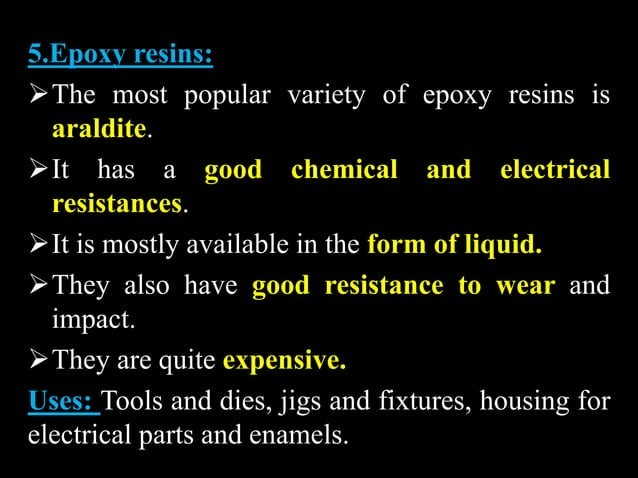 5.Epoxy resins:
➢The most popular variety of epoxy resins is
araldite.
➢It has a good chemical and electrical
resistances.
➢It is mostly available in the form of liquid.
➢They also have good resistance to wear and
impact.
➢They are quite expensive.
Uses: Tools and dies, jigs and fixtures, housing for
electrical parts and enamels.